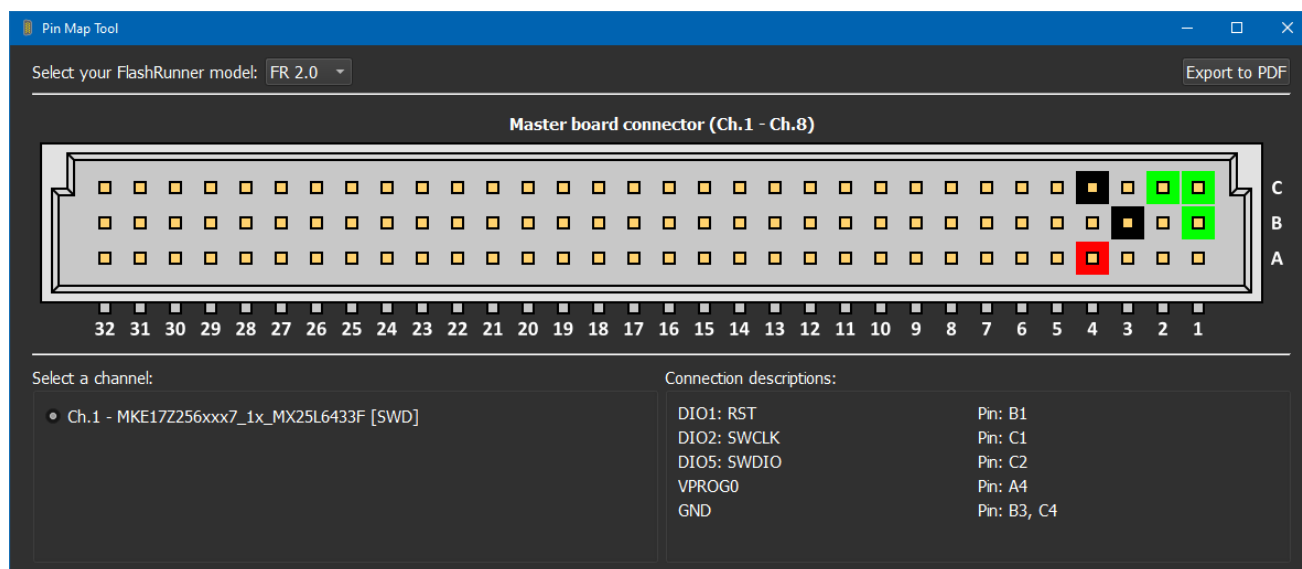 Pin Map Tool
Select your FlashRunner model: FR 2.0 Export to PDF
Master board connector (Ch.1 - Ch.8)
C
B
A
32 31 30 29 28 27 26 25 24 23 22 21 20 19 18 17 16 15 14 13 12 11 10 9 8 7 6 5 4 3 2 1
Select a channel: Connection descriptions:
Ch.1 - MKE17Z256xxx7_1x_MX25L6433F [SWD]
DIO1: RST Pin: B1
DIO2: SWCLK Pin: C1
DIO5: SWDIO Pin: C2
VPROG0 Pin: A4
GND Pin: B3, C4